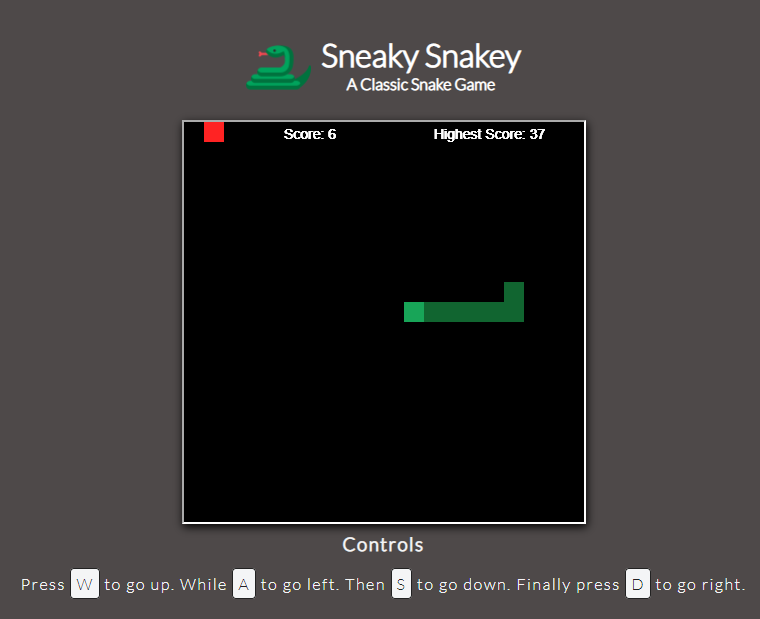 Sneaky Snakey
A Classic Snake Game
Score: 6 Highest Score: 37
Controls
Press W to go up. While A to go left. Then S to go down. Finally press D to go right.